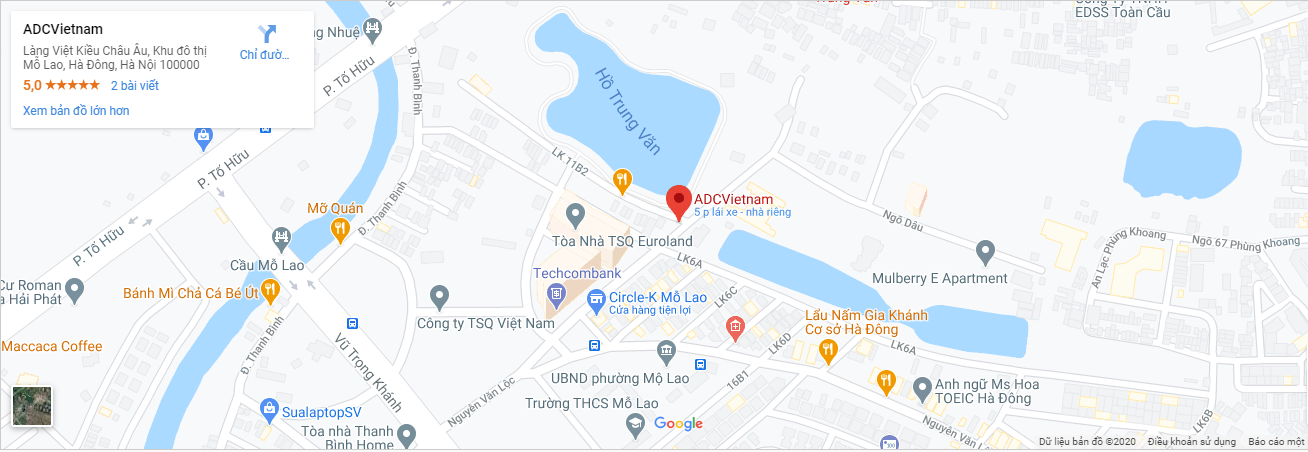 ADCVietnam
Làng Việt Kiều Châu Âu, Khu đô thị
Mỗ Lao, Hà Đông, Hà Nội 100000
5,0 ★★★★★ 2 bài viết
Chỉ đườ...
Xem bản đồ lớn hơn
Nhuệ
P. Tố Hữu
Đ. Thanh Bình
EDSS Toàn Cầu
Hồ Trung Văn
LK 11B2
P. Tố Hữu
Đ. Thanh Bình
Mỡ Quán
ADCVietnam
5 p lái xe - nhà riêng
Ngõ Dâu
P. Tố Hữu
Tòa Nhà TSQ Euroland
An Lạc Phùng Khoang
Ngõ 67 Phùng Khoang
Cầu Mỗ Lao
LK6A
Techcombank
Mulberry E Apartment
Cư Roman
Hải Phát
Bánh Mì Chả Cá Bé Út
Circle-K Mỗ Lao
Cửa hàng tiện lợi
LK6C
Công ty TSQ Việt Nam
Lẩu Nấm Gia Khánh
Cơ sở Hà Đông
Maccaca Coffee
Đ. Thanh Bình
Vũ Trọng Khánh
LK6D
LK6A
UBND phường Mộ Lao
16B1
Anh ngữ Ms Hoa
TOEIC Hà Đông
Nguyễn Văn Lộc
Trường THCS Mỗ Lao
SualaptopSV
Google
LK6B
Tòa nhà Thanh
Bình Home
Nguyễn Văn Lộc
Dữ liệu bản đồ ©2020
Điều khoản sử dụng
Báo cáo một